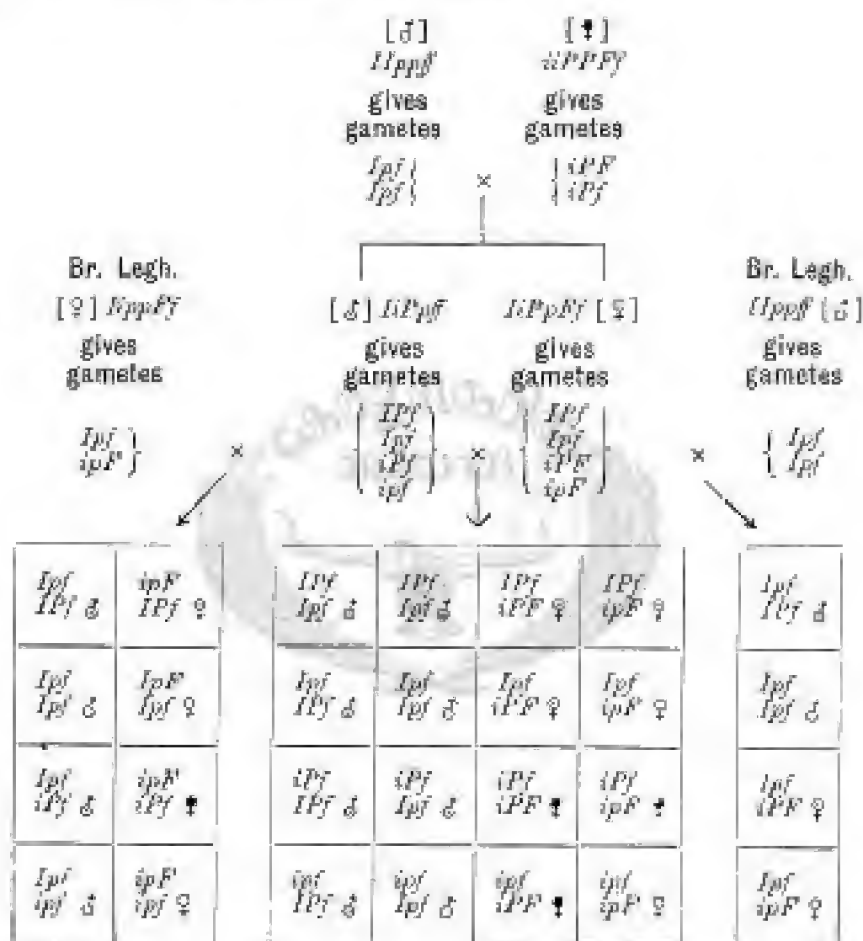 [♂] [♀]
IIppff iiPPFf
gives gives
gametes gametes
Ipf } × { iPF
Ipf } { iPf
Br. Legh. Br. Legh.
[♀] IippFf [♂] IiPpff IiPpFf [♀] IIppff [♂]
gives gives gives gives
gametes gametes gametes gametes
IPf IPf
Ipf Ipf Ipf Ipf
ipF } × iPf × iPF × { Ipf
ipf ipF
Ipf ipF IPf IPf IPf IPf Ipf
IPf ♂ IPf ♀ IPf ♂ Ipf ♂ iPF ♀ ipF ♀ IPf ♂
Ipf IpF Ipf Ipf Ipf Ipf Ipf
Ipf ♂ Ipf ♀ IPf ♂ Ipf ♂ iPF ♀ ipF ♀ Ipf ♂
Ipf ipF iPf iPf iPf iPf Ipf
iPf ♂ iPf ♀ IPf ♂ Ipf ♂ iPF ♀ ipF ♀ iPF ♀
Ipf ipF ipf ipf ipf ipf Ipf
ipf ♂ ipf ♀ IPf ♂ Ipf ♂ iPF ♀ ipF ♀ ipF ♀